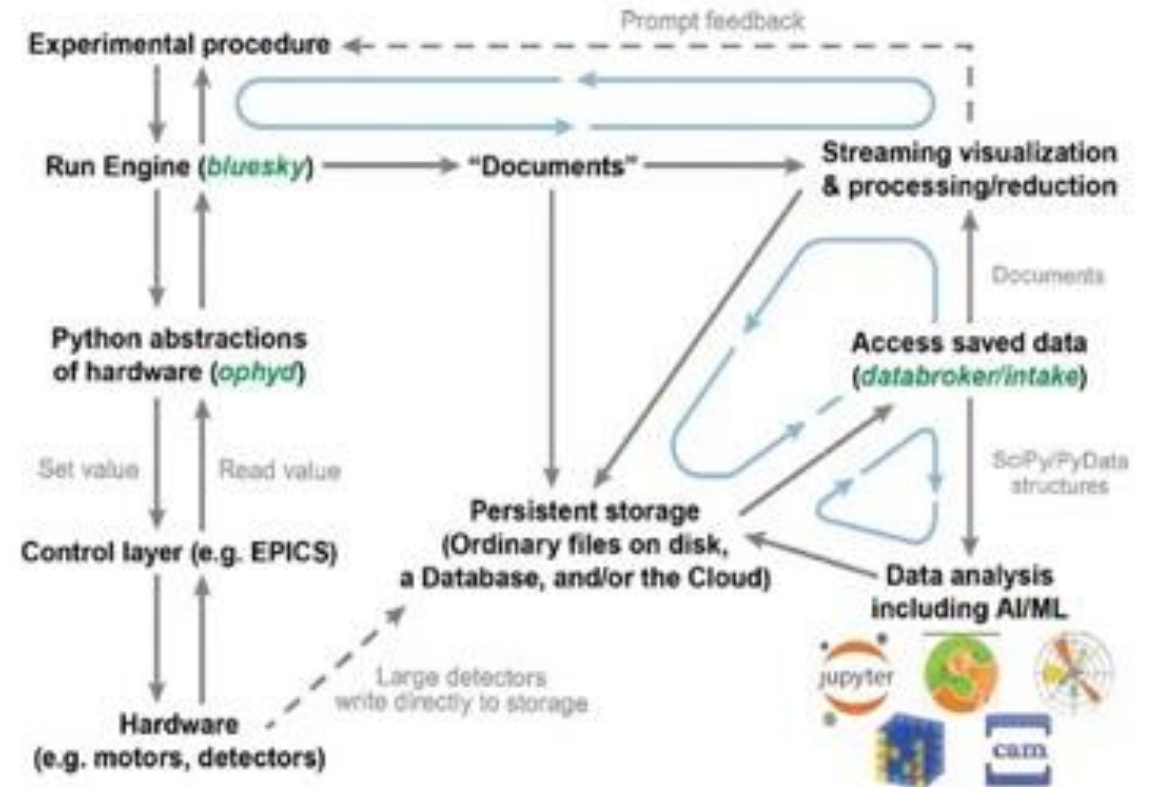 Prompt feedback
Experimental procedure
Run Engine (bluesky)
“Documents”
Streaming visualization
& processing/reduction
Documents
Python abstractions
of hardware (ophyd)
Access saved data
(databroker/intake)
Set value
Read value
SciPy/PyData
structures
Persistent storage
(Ordinary files on disk,
a Database, and/or the Cloud)
Control layer (e.g. EPICS)
Data analysis
including AI/ML
Large detectors
write directly to storage
jupyter
Hardware
(e.g. motors, detectors)
cam